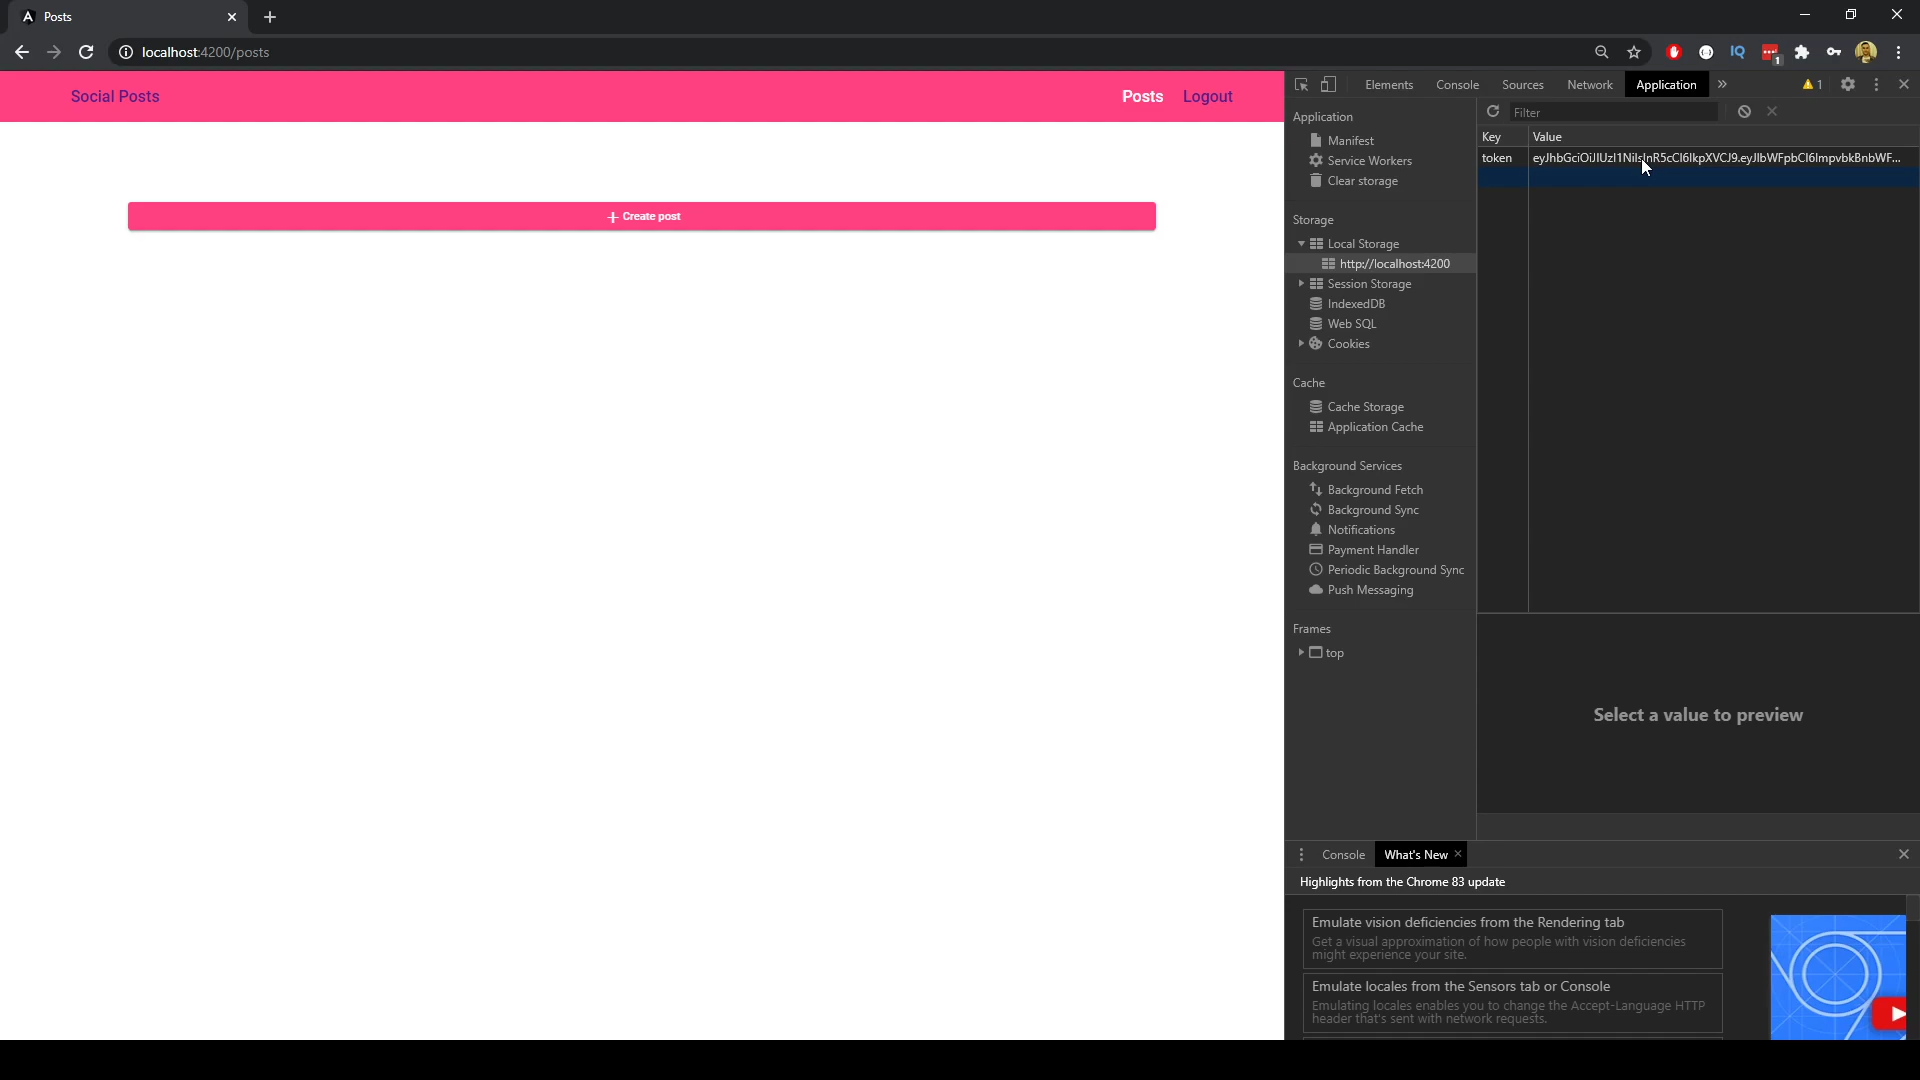 Posts
localhost:4200/posts
1
Social Posts
Posts
Logout
Create post
Elements
Console
Sources
Network
Application
1
Filter
Application
Manifest
Service Workers
Clear storage
Storage
Local Storage
http://localhost:4200
Session Storage
IndexedDB
Web SQL
Cookies
Cache
Cache Storage
Application Cache
Background Services
Background Fetch
Background Sync
Notifications
Payment Handler
Periodic Background Sync
Push Messaging
Frames
top
Key
Value
token
Select a value to preview
Console
What's New
Highlights from the Chrome 83 update
Emulate vision deficiencies from the Rendering tab
Get a visual approximation of how people with vision deficiencies
might experience your site.
Emulate locales from the Sensors tab or Console
Emulating locales enables you to change the Accept-Language HTTP
header that's sent with network requests.